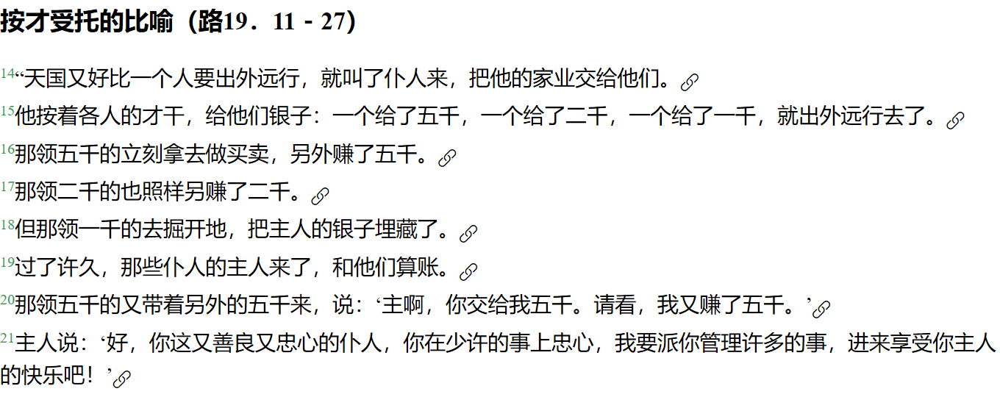 按才受托的比喻（路19．11－27）
14“天国又好比一个人要出外远行，就叫了仆人来，把他的家业交给他们。
15他按着各人的才干，给他们银子：一个给了五千，一个给了二千，一个给了一千，就出外远行去了。
16那领五千的立刻拿去做买卖，另外赚了五千。
17那领二千的也照样另赚了二千。
18但那领一千的去掘开地，把主人的银子埋藏了。
19过了许久，那些仆人的主人来了，和他们算账。
20那领五千的又带着另外的五千来，说：‘主啊，你交给我五千。请看，我又赚了五千。’
21主人说：‘好，你这又善良又忠心的仆人，你在少许的事上忠心，我要派你管理许多的事，进来享受你主人
的快乐吧！’